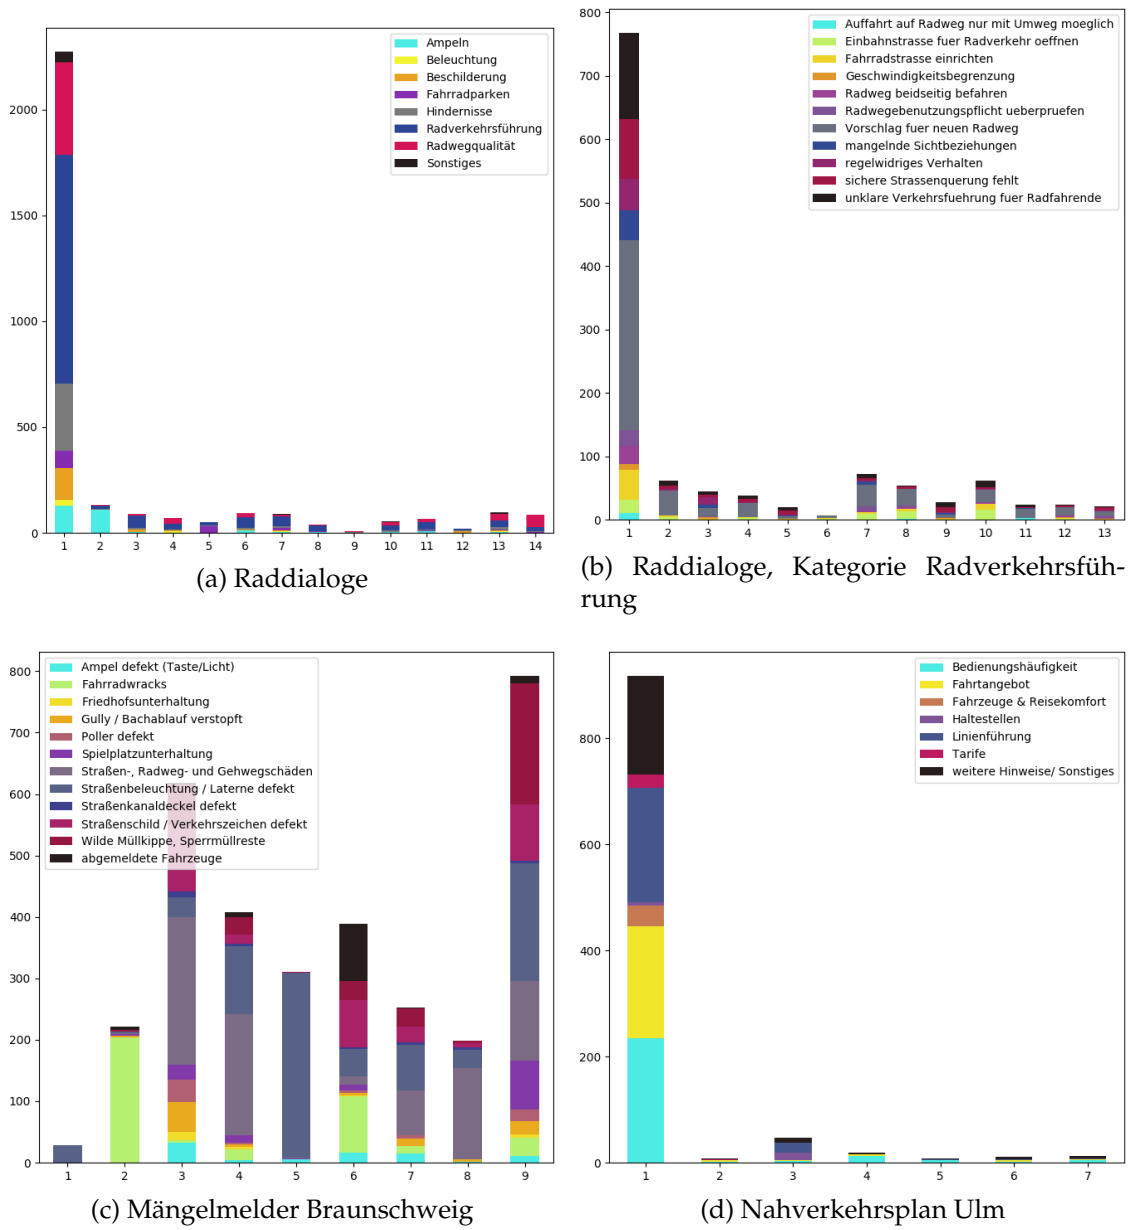 2000
1500
1000
500
0
1 2 3 4 5 6 7 8 9 10 11 12 13 14
Ampeln
Beleuchtung
Beschilderung
Fahrradparken
Hindernisse
Radverkehrsführung
Radwegqualität
Sonstiges
(a) Raddialoge
800
700
600
500
400
300
200
100
0
1 2 3 4 5 6 7 8 9 10 11 12 13
Auffahrt auf Radweg nur mit Umweg moeglich
Einbahnstrasse fuer Radverkehr oeffnen
Fahrradstrasse einrichten
Geschwindigkeitsbegrenzung
Radweg beidseitig befahren
Radwegebenutzungspflicht ueberpruefen
Vorschlag fuer neuen Radweg
mangelnde Sichtbeziehungen
regelwidriges Verhalten
sichere Strassenquerung fehlt
unklare Verkehrsfuehrung fuer Radfahrende
(b) Raddialoge, Kategorie Radverkehrsfüh-
rung
800
700
600
500
400
300
200
100
0
1 2 3 4 5 6 7 8 9
Ampel defekt (Taste/Licht)
Fahrradwracks
Friedhofsunterhaltung
Gully / Bachablauf verstopft
Poller defekt
Spielplatzunterhaltung
Straßen-, Radweg- und Gehwegschäden
Straßenbeleuchtung / Laterne defekt
Straßenkanaldeckel defekt
Straßenschild / Verkehrszeichen defekt
Wilde Müllkippe, Sperrmüllreste
abgemeldete Fahrzeuge
(c) Mängelmelder Braunschweig
800
600
400
200
0
1 2 3 4 5 6 7
Bedienungshäufigkeit
Fahrtangebot
Fahrzeuge & Reisekomfort
Haltestellen
Linienführung
Tarife
weitere Hinweise/ Sonstiges
(d) Nahverkehrsplan Ulm